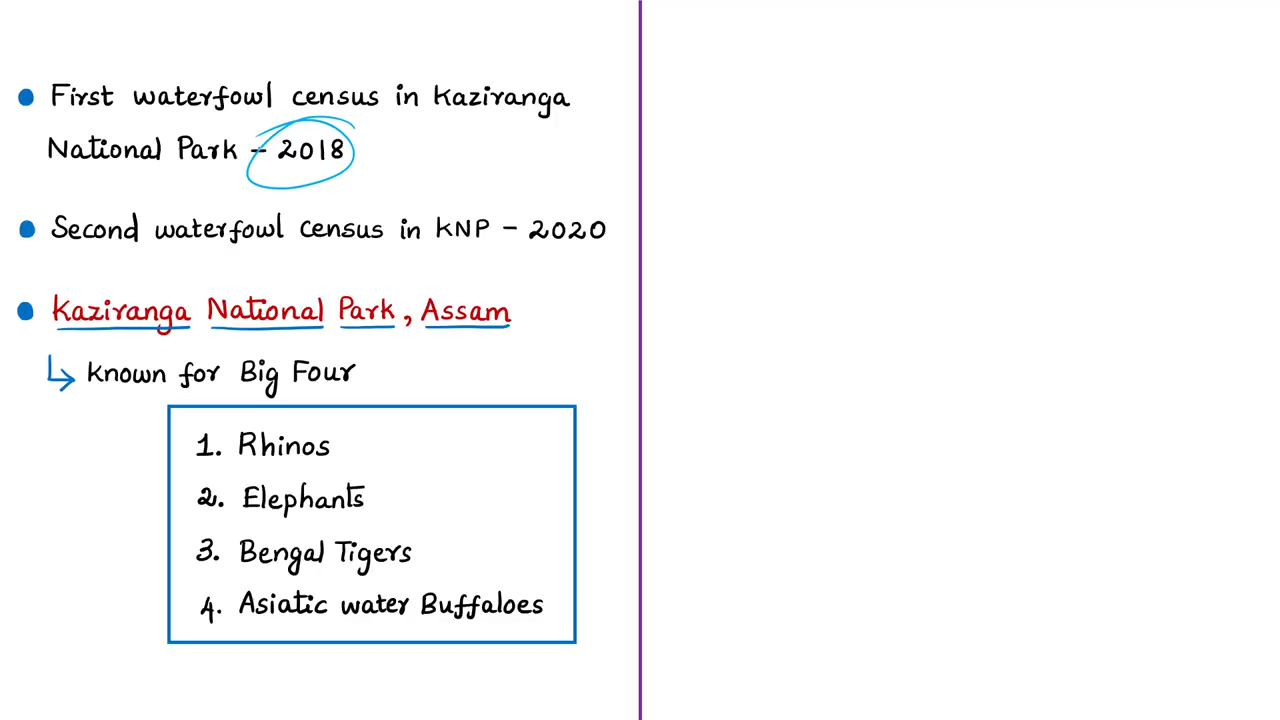 First waterfowl census in Kaziranga
National Park - 2018
Second waterfowl census in KNP - 2020
Kaziranga National Park, Assam
Known for Big Four
1. Rhinos
2. Elephants
3. Bengal Tigers
4. Asiatic water Buffaloes